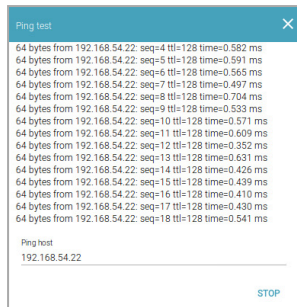 Ping test
64 bytes from 192.168.54.22: seq=4 ttl=128 time=0.582 ms
64 bytes from 192.168.54.22: seq=5 ttl=128 time=0.591 ms
64 bytes from 192.168.54.22: seq=6 ttl=128 time=0.565 ms
64 bytes from 192.168.54.22: seq=7 ttl=128 time=0.497 ms
64 bytes from 192.168.54.22: seq=8 ttl=128 time=0.704 ms
64 bytes from 192.168.54.22: seq=9 ttl=128 time=0.533 ms
64 bytes from 192.168.54.22: seq=10 ttl=128 time=0.571 ms
64 bytes from 192.168.54.22: seq=11 ttl=128 time=0.609 ms
64 bytes from 192.168.54.22: seq=12 ttl=128 time=0.352 ms
64 bytes from 192.168.54.22: seq=13 ttl=128 time=0.631 ms
64 bytes from 192.168.54.22: seq=14 ttl=128 time=0.426 ms
64 bytes from 192.168.54.22: seq=15 ttl=128 time=0.439 ms
64 bytes from 192.168.54.22: seq=16 ttl=128 time=0.410 ms
64 bytes from 192.168.54.22: seq=17 ttl=128 time=0.430 ms
64 bytes from 192.168.54.22: seq=18 ttl=128 time=0.541 ms
Ping host
192.168.54.22
STOP